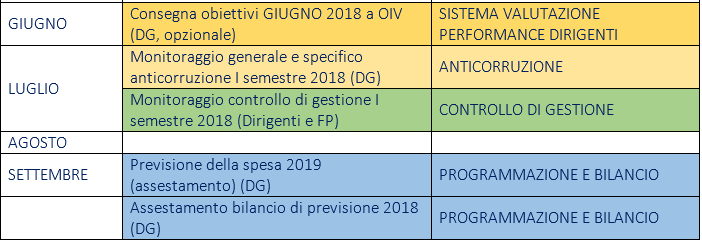 GIUGNO
Consegna obiettivi GIUGNO 2018 a OIV
(DG, opzionale)
SISTEMA VALUTAZIONE
PERFORMANCE DIRIGENTI
LUGLIO
Monitoraggio generale e specifico
anticorruzione I semestre 2018 (DG)
ANTICORRUZIONE
Monitoraggio controllo di gestione I
semestre 2018 (Dirigenti e FP)
CONTROLLO DI GESTIONE
AGOSTO
SETTEMBRE
Previsione della spesa 2019
(assestamento) (DG)
PROGRAMMAZIONE E BILANCIO
Assestamento bilancio di previsione 2018
(DG)
PROGRAMMAZIONE E BILANCIO